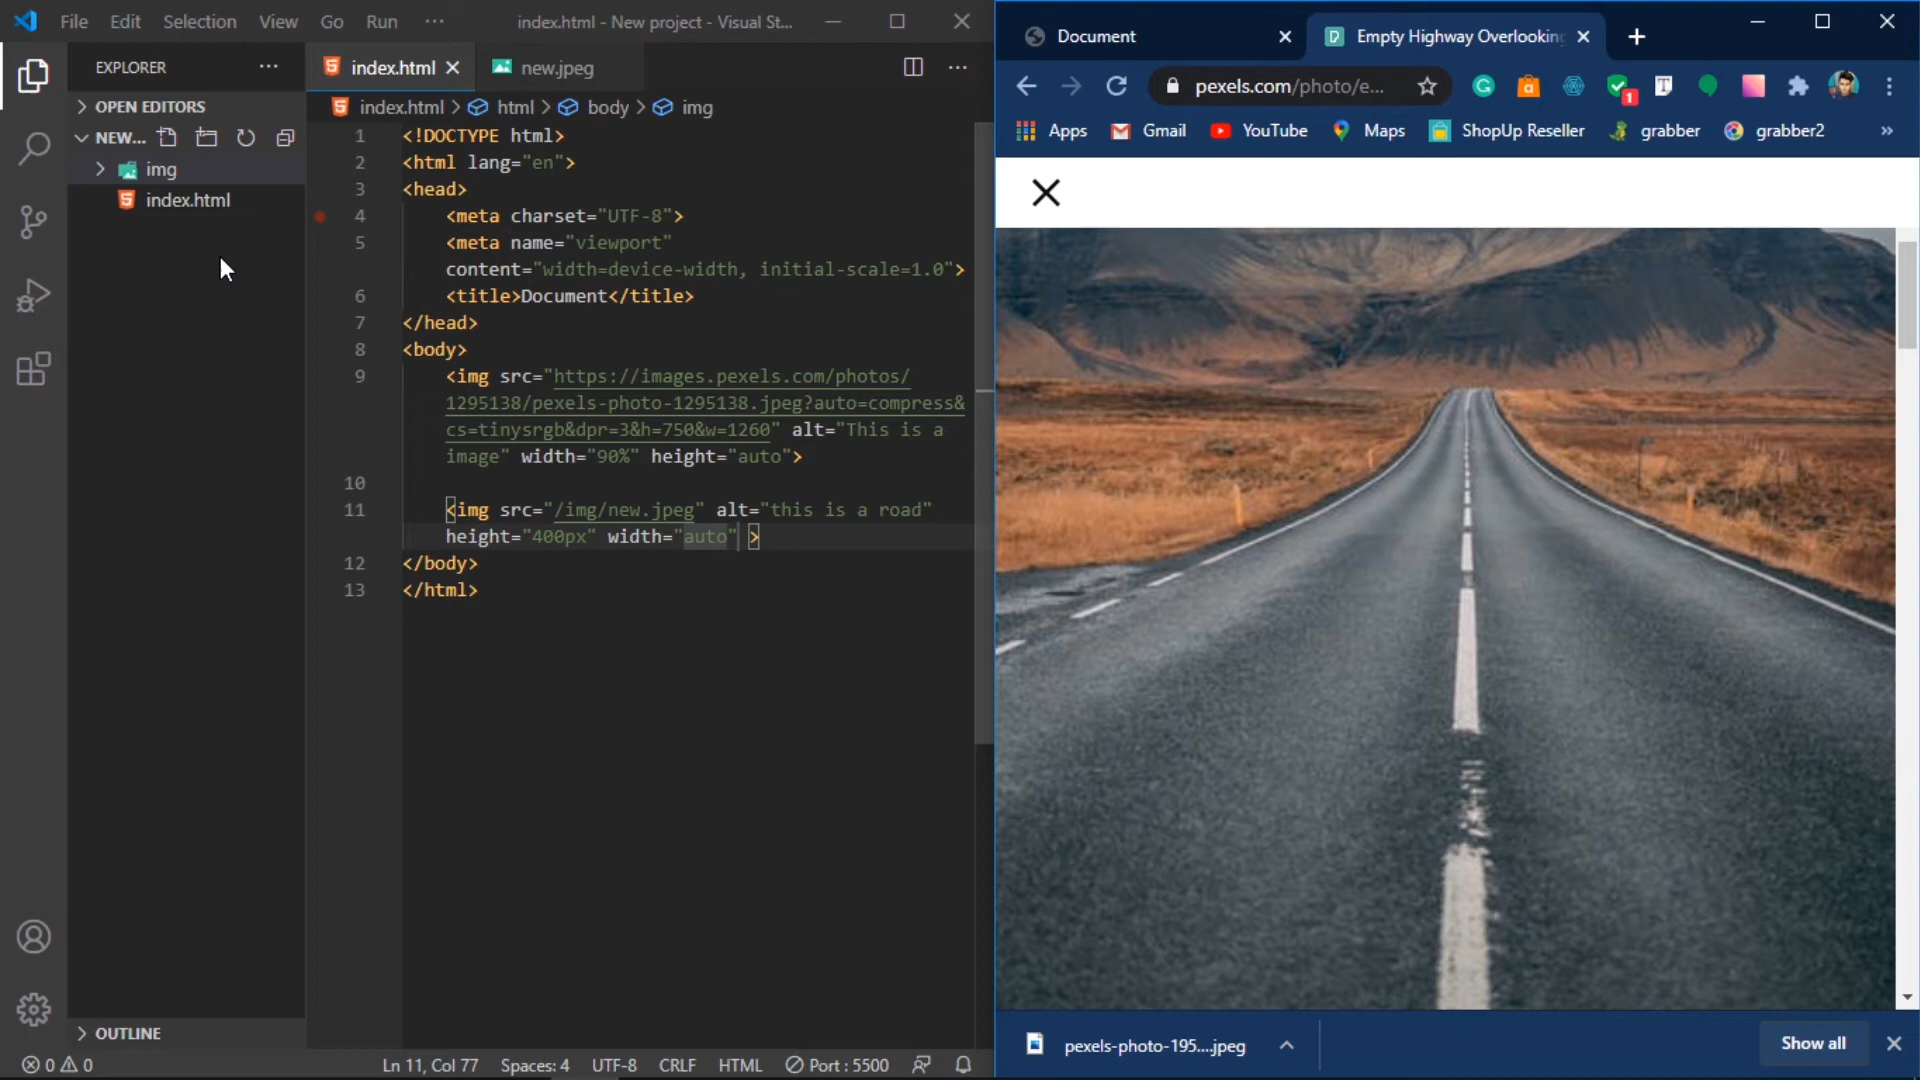 File Edit Selection View Go Run ··· index.html - New project - Visual St...
EXPLORER
OPEN EDITORS
NEW...
img
index.html
OUTLINE
index.html
new.jpeg
index.html > html > body > img
1 <!DOCTYPE html>
2 <html lang="en">
3 <head>
4 <meta charset="UTF-8">
5 <meta name="viewport"
content="width=device-width, initial-scale=1.0">
6 <title>Document</title>
7 </head>
8 <body>
9 <img src="https://images.pexels.com/photos/
1295138/pexels-photo-1295138.jpeg?auto=compress&
cs=tinysrgb&dpr=3&h=750&w=1260" alt="This is a
image" width="90%" height="auto">
10
11 <img src="/img/new.jpeg" alt="this is a road"
height="400px" width="auto" >
12 </body>
13 </html>
0 0 Ln 11, Col 77 Spaces: 4 UTF-8 CRLF HTML Port : 5500
Document
Empty Highway Overlooking
pexels.com/photo/e...
1
Apps Gmail YouTube Maps ShopUp Reseller grabber grabber2 »
pexels-photo-195....jpeg
Show all